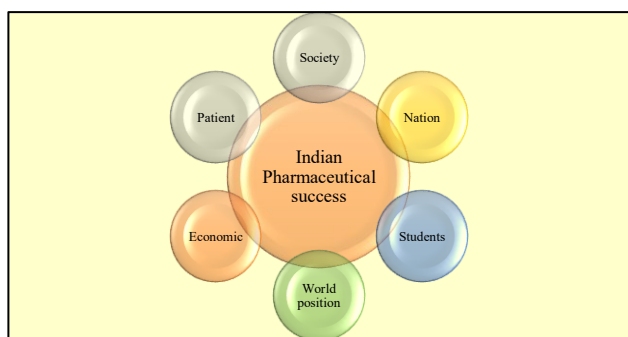 Society
Patient
Nation
Indian
Pharmaceutical
success
Economic
Students
World
position